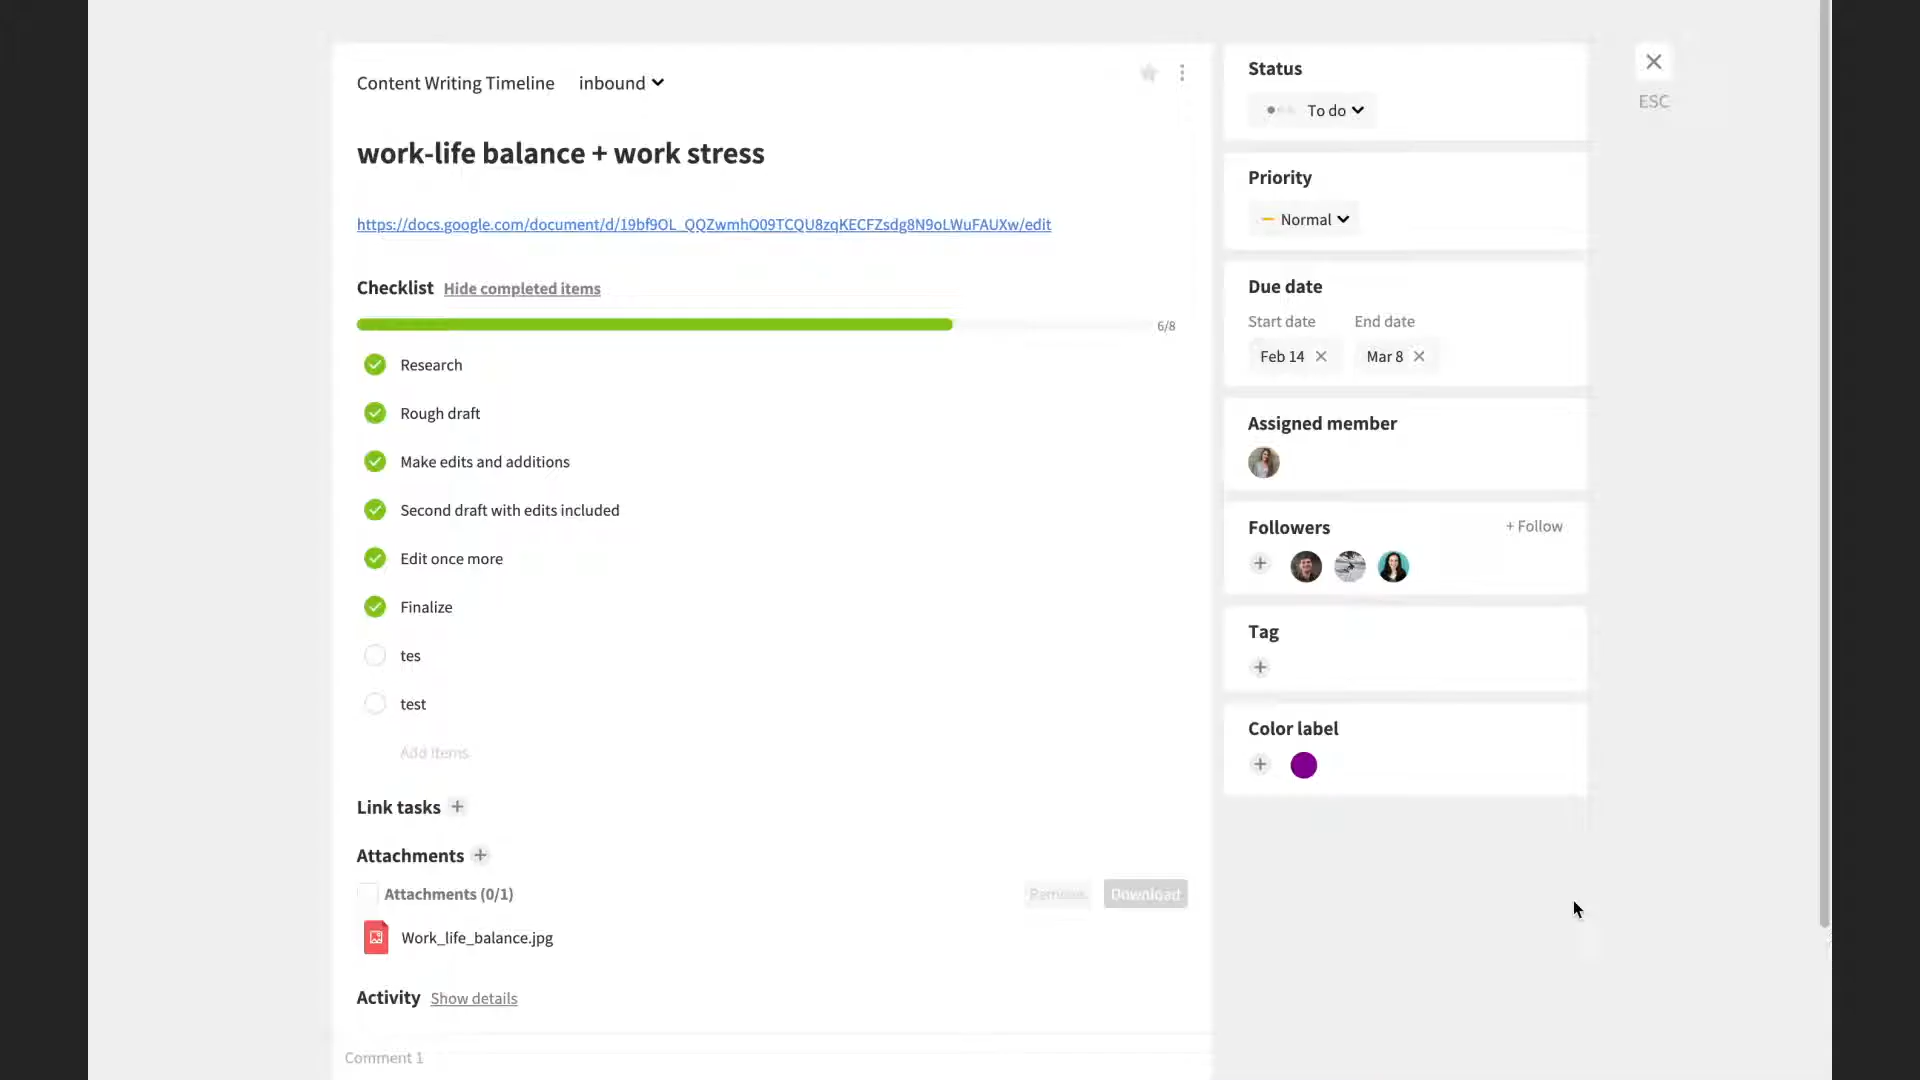 Content Writing Timeline inbound
work-life balance + work stress
https://docs.google.com/document/d/19bf9OL_QQZwmhO09TCQU8zqKECFZsdg8N9oLWuFAUXw/edit
Checklist Hide completed items
6/8
Research
Rough draft
Make edits and additions
Second draft with edits included
Edit once more
Finalize
tes
test
Add items
Link tasks +
Attachments +
Attachments (0/1) Remove Download
Work_life_balance.jpg
Activity Show details
Comment 1
Status
To do
Priority
Normal
Due date
Start date End date
Feb 14 Mar 8
Assigned member
Followers + Follow
Tag
Color label
ESC